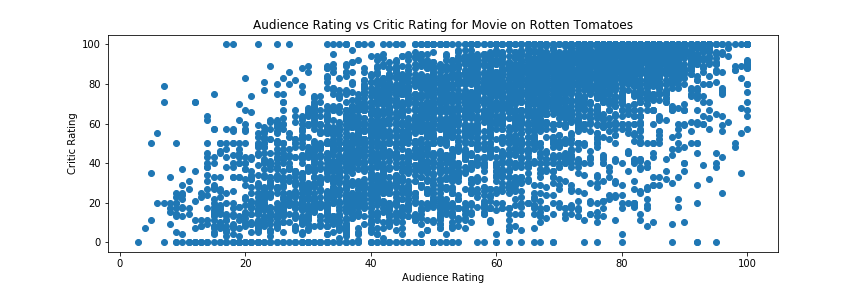 Audience Rating vs Critic Rating for Movie on Rotten Tomatoes
100
80
60
40
20
0
Critic Rating
0 20 40 60 80 100
Audience Rating